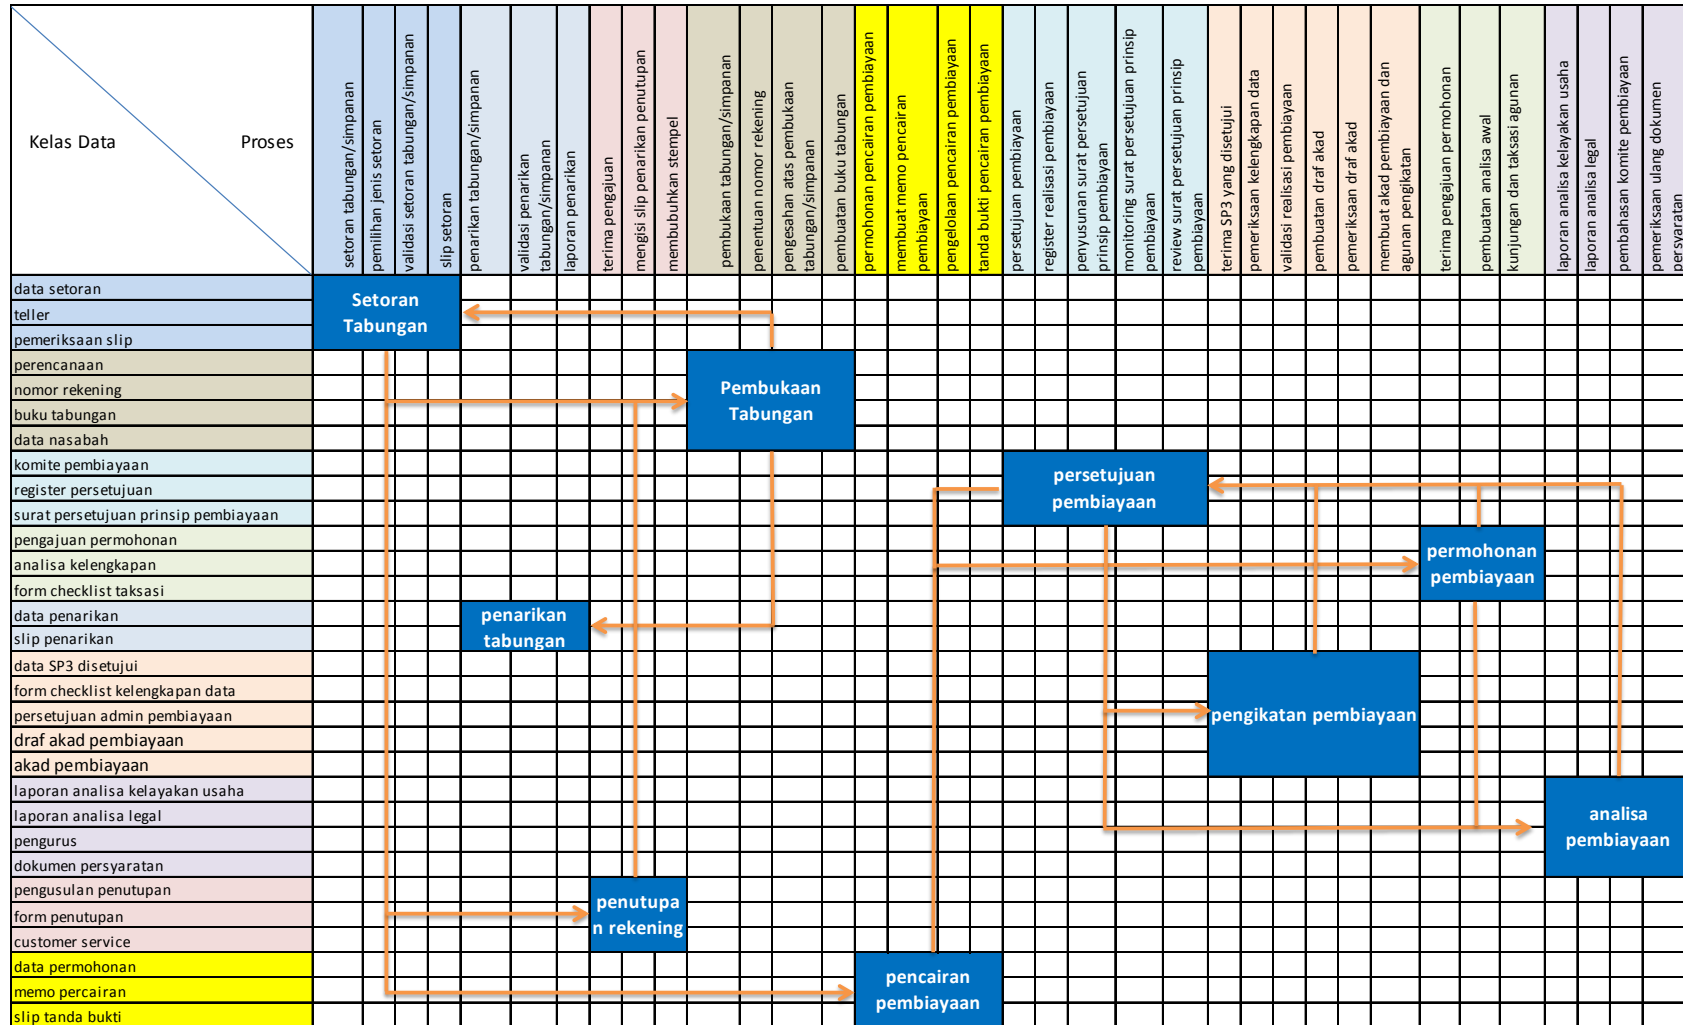 Kelas Data
Proses
setoran tabungan/simpanan
pemilihan jenis setoran
validasi setoran tabungan/simpanan
slip setoran
penarikan tabungan/simpanan
validasi penarikan
tabungan/simpanan
laporan penarikan
terima pengajuan
mengisi slip penarikan penutupan
membubuhkan stempel
pembukaan tabungan/simpanan
penentuan nomor rekening
pengesahan atas pembukaan
tabungan/simpanan
pembuatan buku tabungan
permohonan pencairan pembiayaan
membuat memo pencairan
pembiayaan
pengelolaan pencairan pembiayaan
tanda bukti pencairan pembiayaan
persetujuan pembiayaan
register realisasi pembiayaan
penyusunan surat persetujuan
prinsip pembiayaan
monitoring surat persetujuan prinsip
pembiayaan
review surat persetujuan prinsip
pembiayaan
terima SP3 yang disetujui
pemeriksaan kelengkapan data
validasi realisasi pembiayaan
pembuatan draf akad
pemeriksaan draf akad
membuat akad pembiayaan dan
agunan pengikatan
terima pengajuan permohonan
pembuatan analisa awal
kunjungan dan taksasi agunan
laporan analisa kelayakan usaha
laporan analisa legal
pembahasan komite pembiayaan
pemeriksaan ulang dokumen
persyaratan
data setoran
teller
pemeriksaan slip
perencanaan
nomor rekening
buku tabungan
data nasabah
komite pembiayaan
register persetujuan
surat persetujuan prinsip pembiayaan
pengajuan permohonan
analisa kelengkapan
form checklist taksasi
data penarikan
slip penarikan
data SP3 disetujui
form checklist kelengkapan data
persetujuan admin pembiayaan
draf akad pembiayaan
akad pembiayaan
laporan analisa kelayakan usaha
laporan analisa legal
pengurus
dokumen persyaratan
pengusulan penutupan
form penutupan
customer service
data permohonan
memo percairan
slip tanda bukti
Setoran
Tabungan
Pembukaan
Tabungan
persetujuan
pembiayaan
permohonan
pembiayaan
penarikan
tabungan
pengikatan pembiayaan
analisa
pembiayaan
penutupa
n rekening
pencairan
pembiayaan